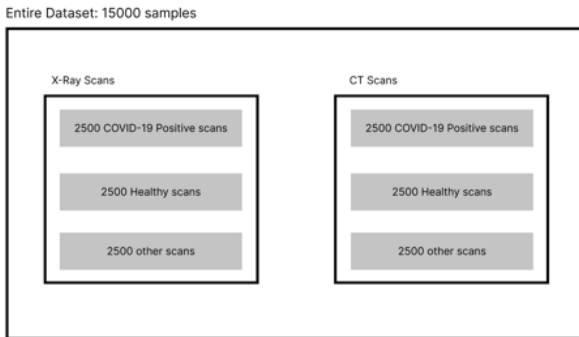 Entire Dataset: 15000 samples
X-Ray Scans
2500 COVID-19 Positive scans
2500 Healthy scans
2500 other scans
CT Scans
2500 COVID-19 Positive scans
2500 Healthy scans
2500 other scans